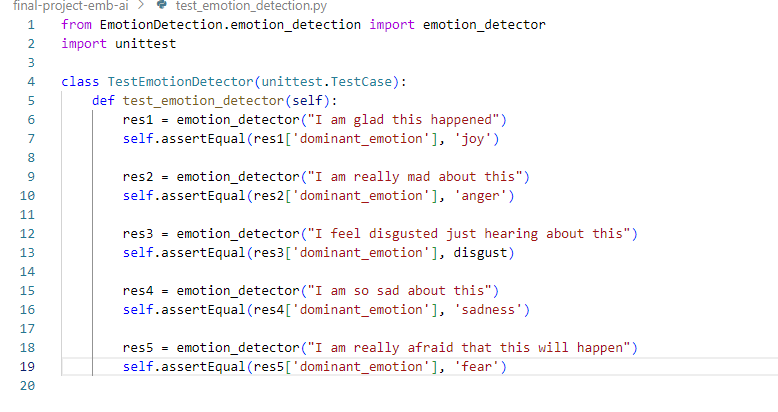 final-project-emb-ai > test_emotion_detection.py
1 from EmotionDetection.emotion_detection import emotion_detector
2 import unittest
3
4 class TestEmotionDetector(unittest.TestCase):
5     def test_emotion_detector(self):
6         res1 = emotion_detector("I am glad this happened")
7         self.assertEqual(res1['dominant_emotion'], 'joy')
8
9         res2 = emotion_detector("I am really mad about this")
10         self.assertEqual(res2['dominant_emotion'], 'anger')
11
12         res3 = emotion_detector("I feel disgusted just hearing about this")
13         self.assertEqual(res3['dominant_emotion'], disgust)
14
15         res4 = emotion_detector("I am so sad about this")
16         self.assertEqual(res4['dominant_emotion'], 'sadness')
17
18         res5 = emotion_detector("I am really afraid that this will happen")
19         self.assertEqual(res5['dominant_emotion'], 'fear')
20